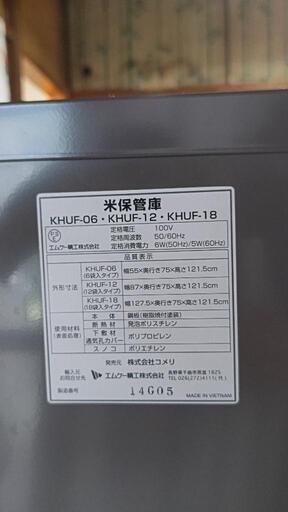 米保管庫
KHUF-06・KHUF-12・KHUF-18
定格電圧 100V
定格周波数 50/60Hz
定格消費電力 6W(50Hz)/5W(60Hz)
エムケー精工株式会社
品質表示
外形寸法
KHUF-06 (6袋入タイプ) 幅55×奥行き75×高さ121.5cm
KHUF-12 (12袋入タイプ) 幅87×奥行き75×高さ121.5cm
KHUF-18 (18袋入タイプ) 幅127.5×奥行き75×高さ121.5cm
使用材料 (表面処理)
本体 鋼板(樹脂焼付塗装)
断熱材 発泡ポリスチレン
下敷材 通気孔カバー ポリプロピレン
スノコ ポリエチレン
発売元 株式会社コメリ
輸入元 お問合せ先 エムケー精工株式会社
長野県千曲市雨宮1825
TEL 026(272)4111(代)
製造番号 14G05
MADE IN VIETNAM